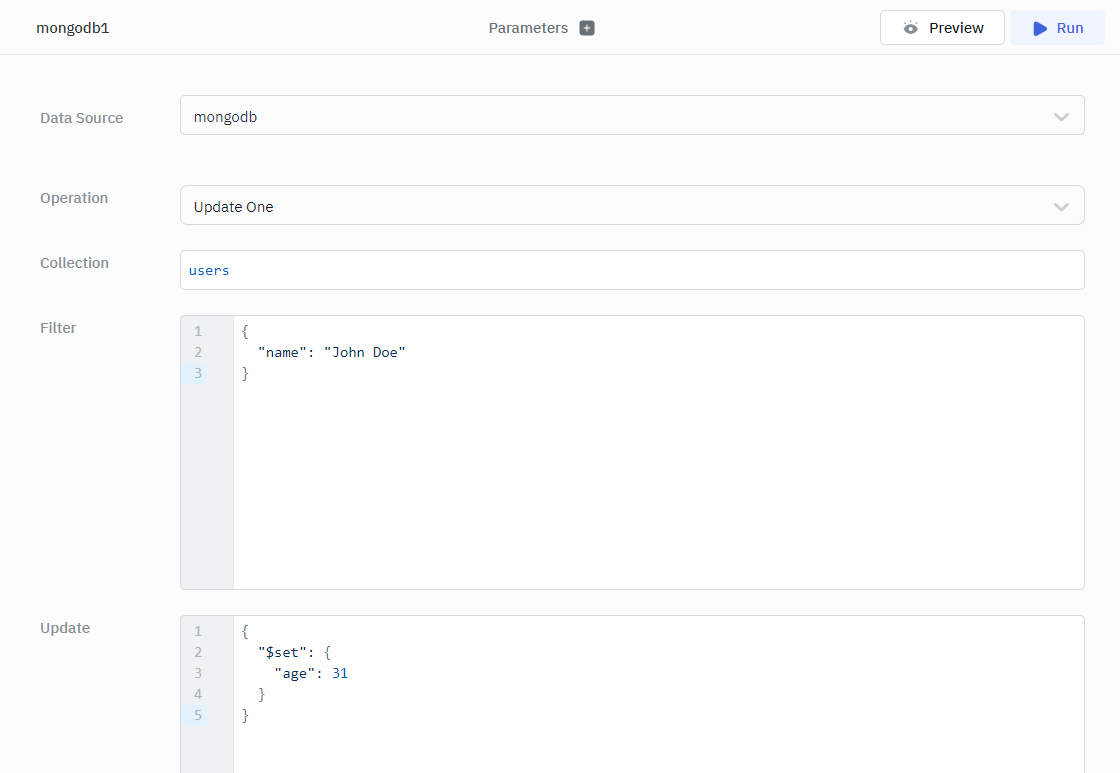 mongodb1
Parameters +
Preview
Run
Data Source
mongodb
Operation
Update One
Collection
users
Filter
1 {
2   "name": "John Doe"
3 }
Update
1 {
2   "$set": {
3     "age": 31
4   }
5 }